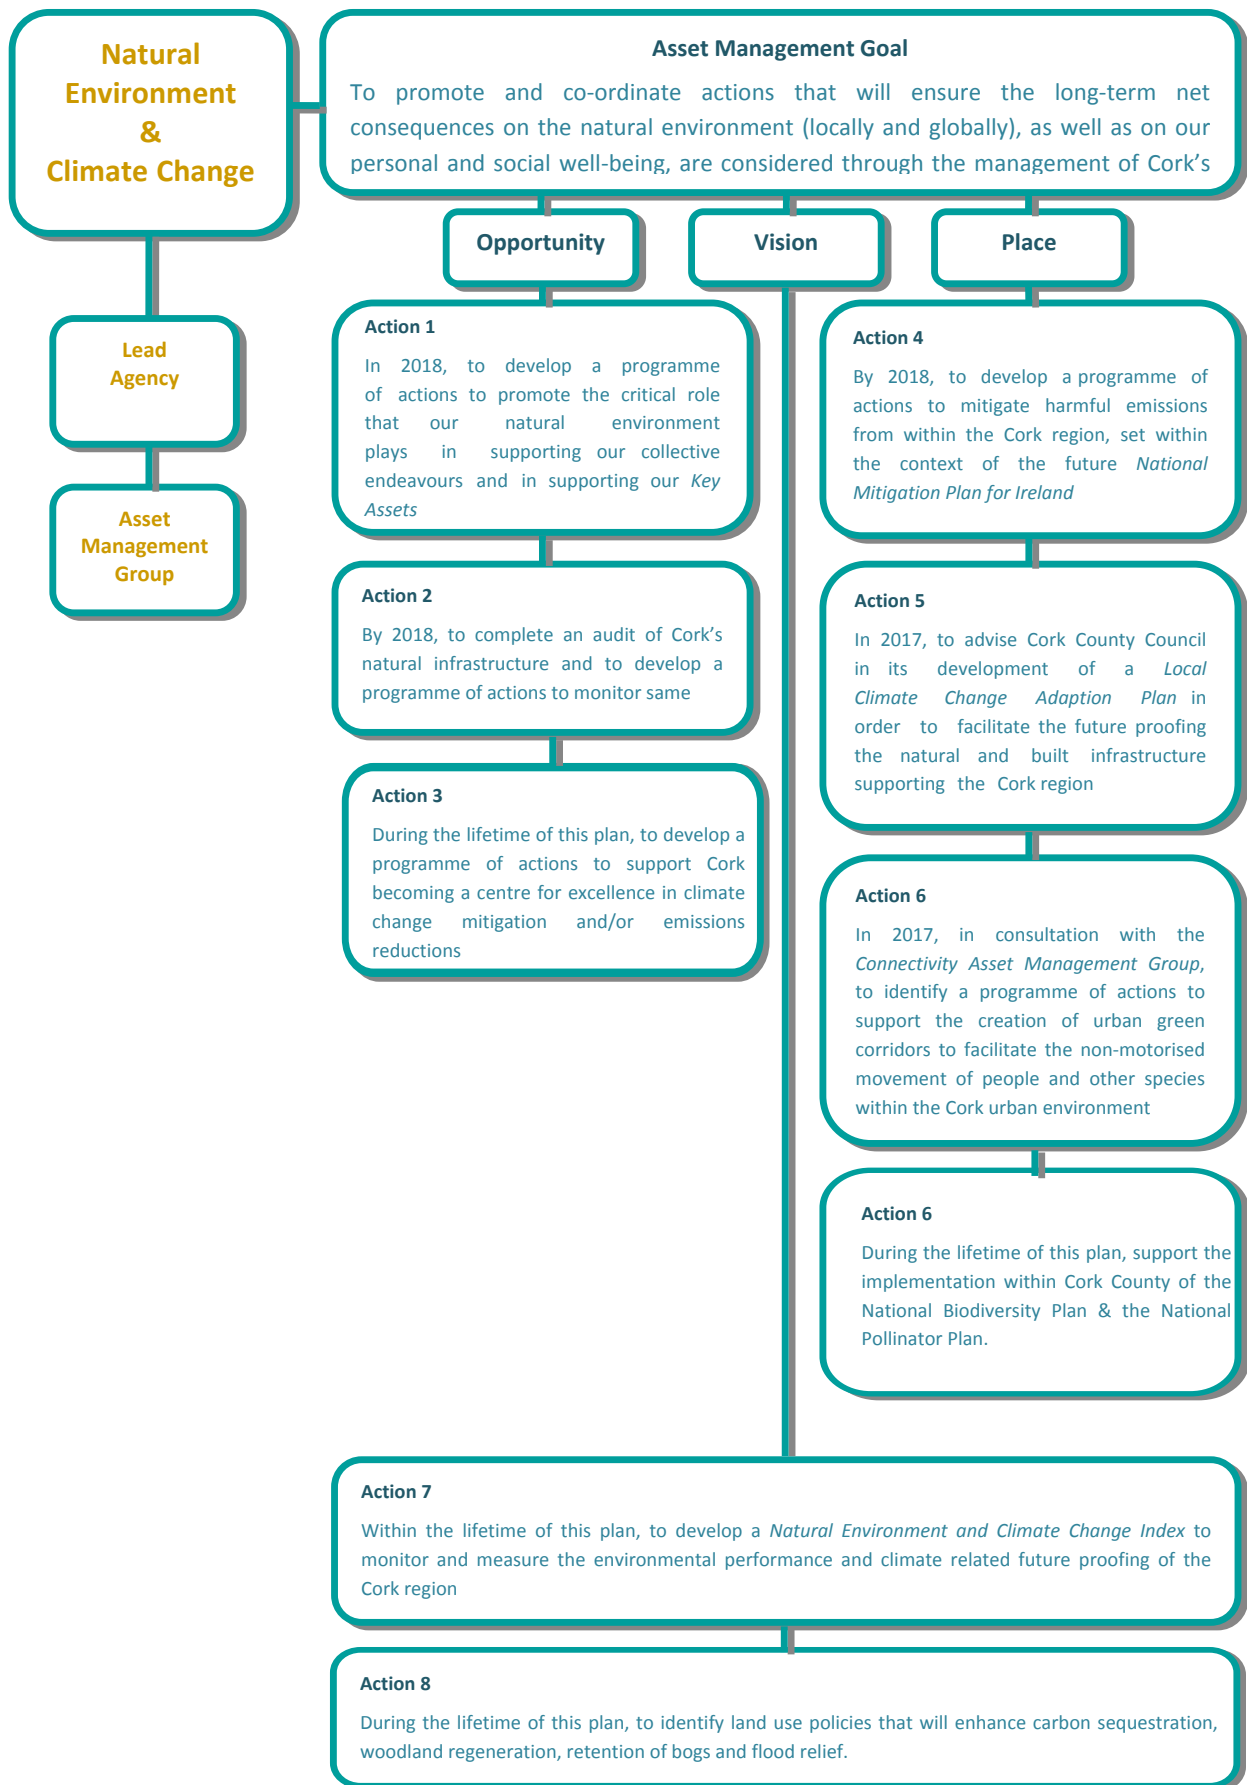 Natural
Environment
&
Climate Change
Asset Management Goal
To promote and co-ordinate actions that will ensure the long-term net
consequences on the natural environment (locally and globally), as well as on our
personal and social well-being, are considered through the management of Cork's
Opportunity
Vision
Place
Lead
Agency
Asset
Management
Group
Action 1
In 2018, to develop a programme
of actions to promote the critical role
that our natural environment
plays in supporting our collective
endeavours and in supporting our Key
Assets
Action 2
By 2018, to complete an audit of Cork's
natural infrastructure and to develop a
programme of actions to monitor same
Action 3
During the lifetime of this plan, to develop a
programme of actions to support Cork
becoming a centre for excellence in climate
change mitigation and/or emissions
reductions
Action 4
By 2018, to develop a programme of
actions to mitigate harmful emissions
from within the Cork region, set within
the context of the future National
Mitigation Plan for Ireland
Action 5
In 2017, to advise Cork County Council
in its development of a Local
Climate Change Adaption Plan in
order to facilitate the future proofing
the natural and built infrastructure
supporting the Cork region
Action 6
In 2017, in consultation with the
Connectivity Asset Management Group,
to identify a programme of actions to
support the creation of urban green
corridors to facilitate the non-motorised
movement of people and other species
within the Cork urban environment
Action 6
During the lifetime of this plan, support the
implementation within Cork County of the
National Biodiversity Plan & the National
Pollinator Plan.
Action 7
Within the lifetime of this plan, to develop a Natural Environment and Climate Change Index to
monitor and measure the environmental performance and climate related future proofing of the
Cork region
Action 8
During the lifetime of this plan, to identify land use policies that will enhance carbon sequestration,
woodland regeneration, retention of bogs and flood relief.